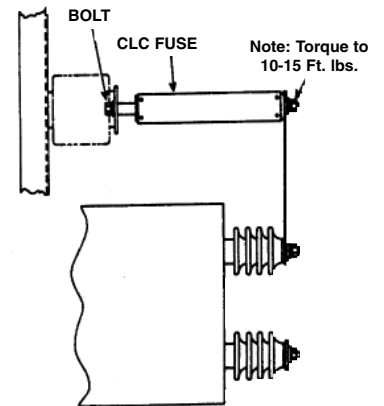 BOLT
CLC FUSE
Note: Torque to
10-15 Ft. lbs.